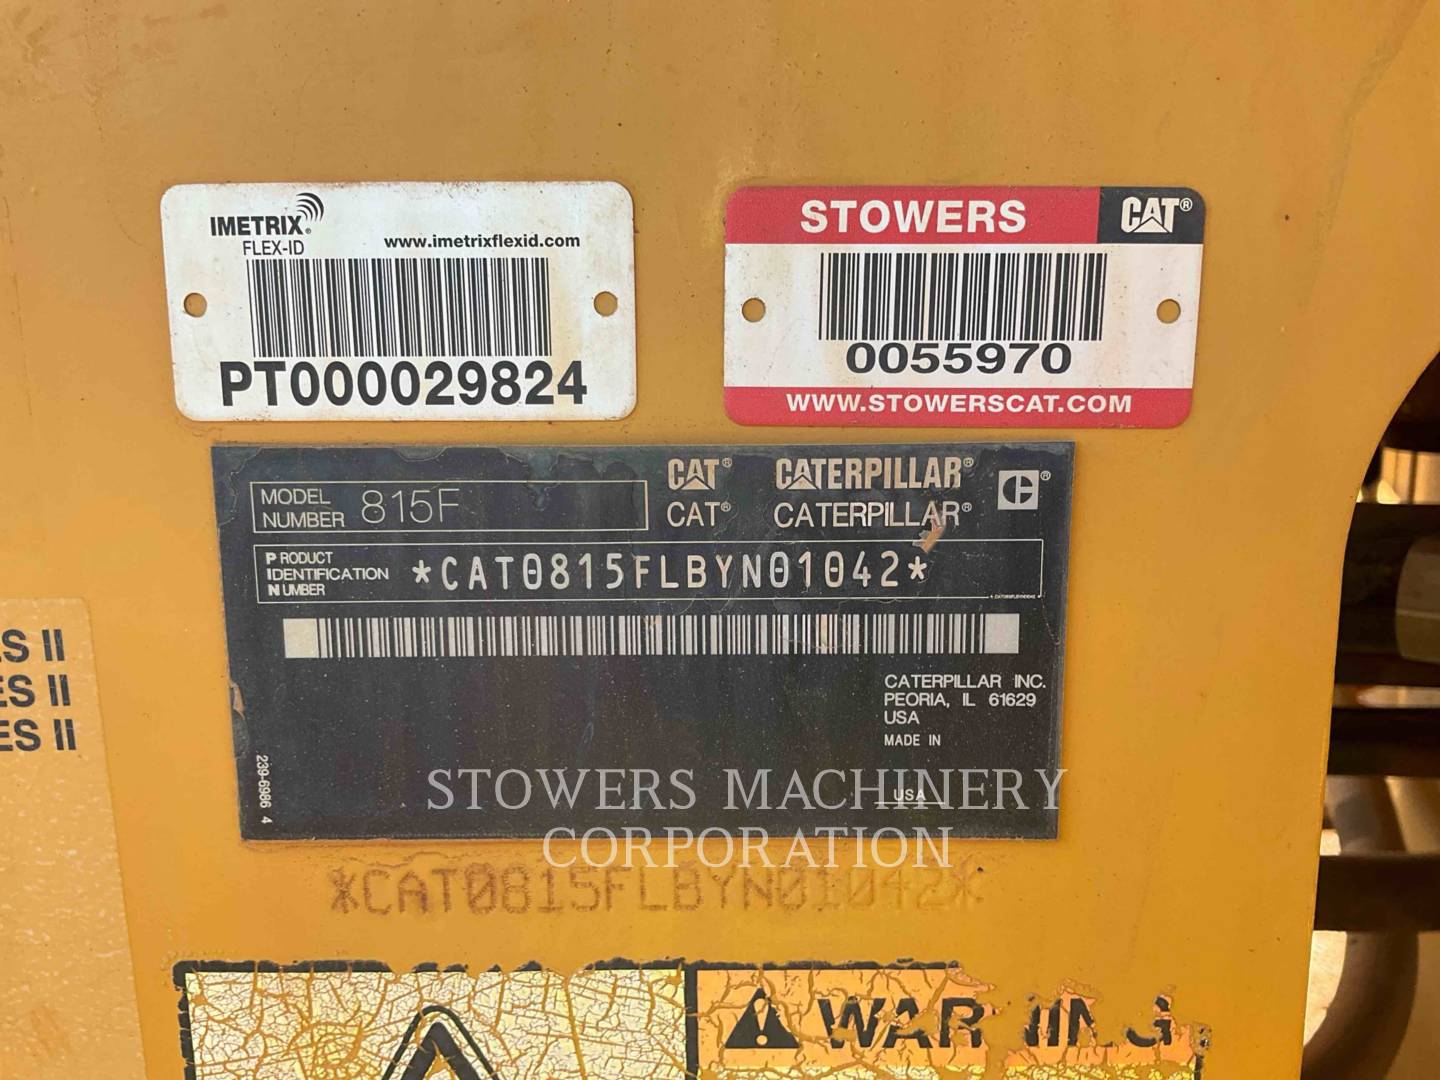 IMETRIX®
FLEX-ID
www.imetrixflexid.com
PT000029824
STOWERS CAT®
0055970
WWW.STOWERSCAT.COM
CAT® CATERPILLAR® ®
MODEL NUMBER 815F
CAT® CATERPILLAR®
PRODUCT
IDENTIFICATION
NUMBER
*CAT0815FLBYN01042*
CATERPILLAR INC.
PEORIA, IL 61629
USA
MADE IN
USA
239-6986 4
ES II
ES II
STOWERS MACHINERY
CORPORATION
*CAT0815FLBYN01042*
WARNING